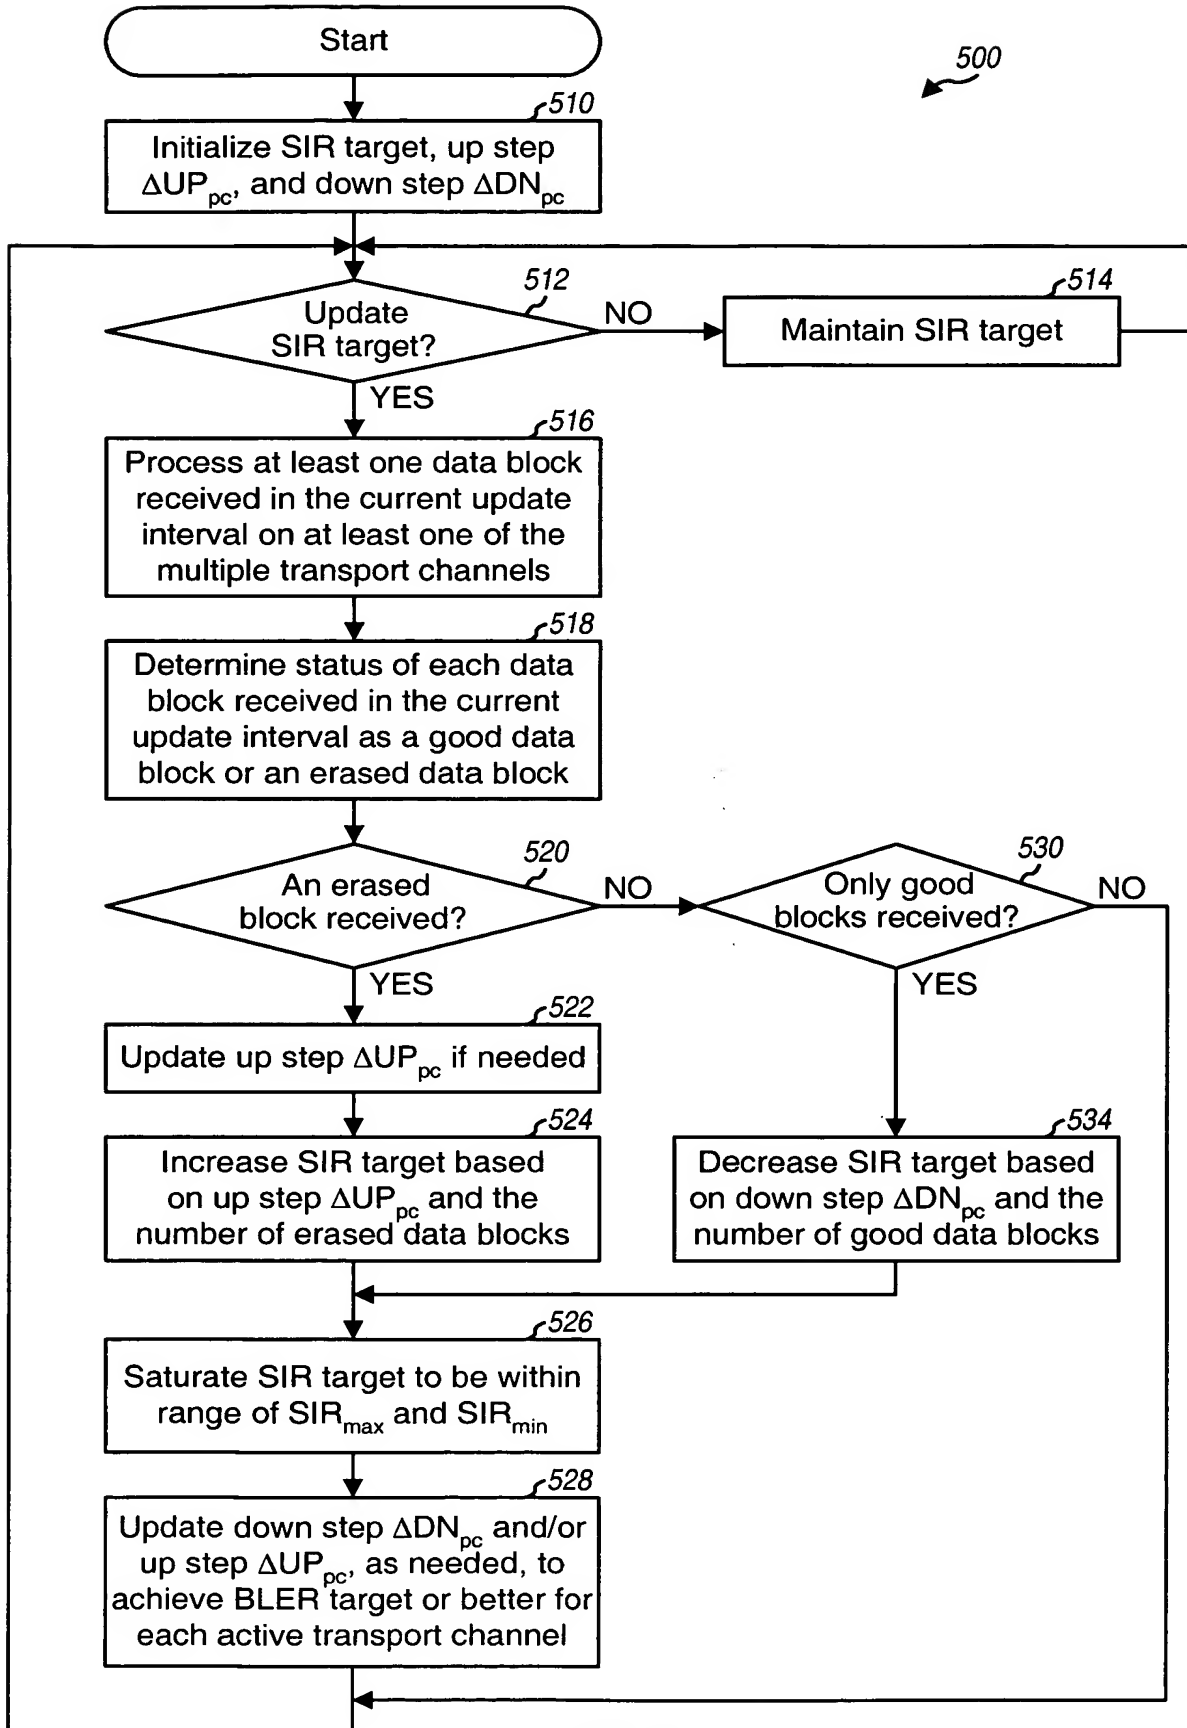 Start
500
510
Initialize SIR target, up step
ΔUPpc, and down step ΔDNpc
512
Update
SIR target?
NO
514
Maintain SIR target
YES
516
Process at least one data block
received in the current update
interval on at least one of the
multiple transport channels
518
Determine status of each data
block received in the current
update interval as a good data
block or an erased data block
520
An erased
block received?
NO
530
Only good
blocks received?
NO
YES
YES
522
Update up step ΔUPpc if needed
524
Increase SIR target based
on up step ΔUPpc and the
number of erased data blocks
534
Decrease SIR target based
on down step ΔDNpc and the
number of good data blocks
526
Saturate SIR target to be within
range of SIRmax and SIRmin
528
Update down step ΔDNpc and/or
up step ΔUPpc, as needed, to
achieve BLER target or better for
each active transport channel